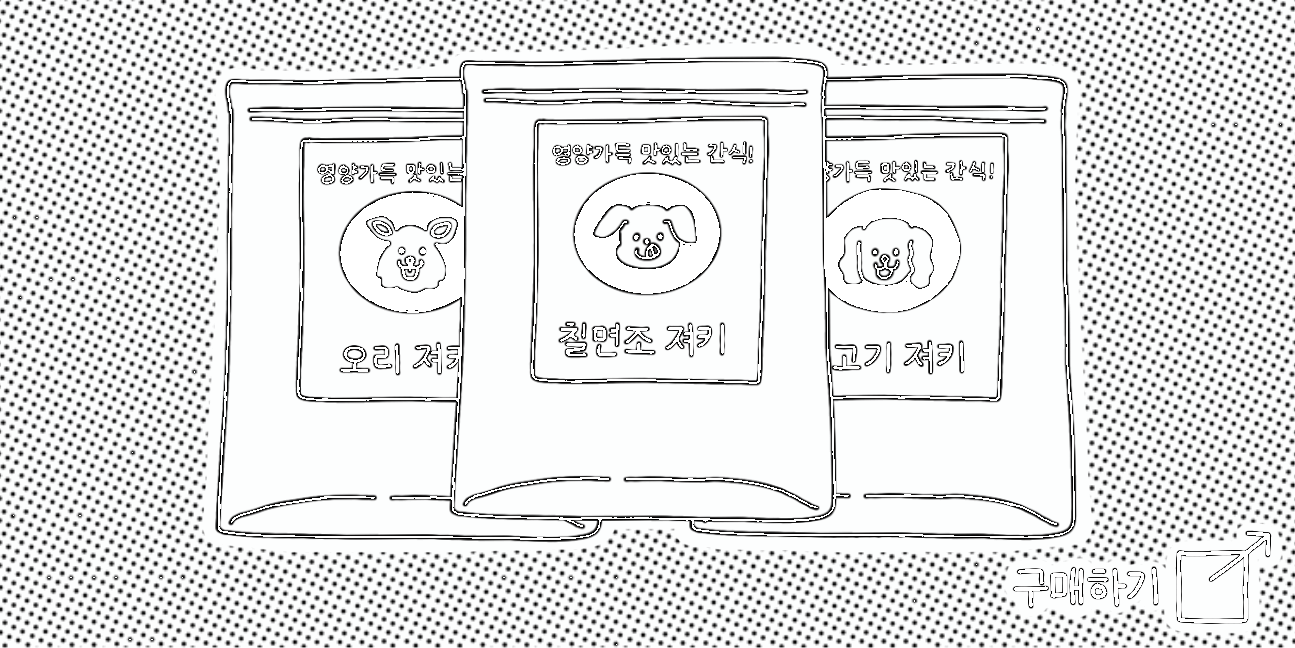 영양가득 맛있는
오리 져키
영양가득 맛있는 간식!
칠면조 져키
가득 맛있는 간식!
고기 져키
구매하기